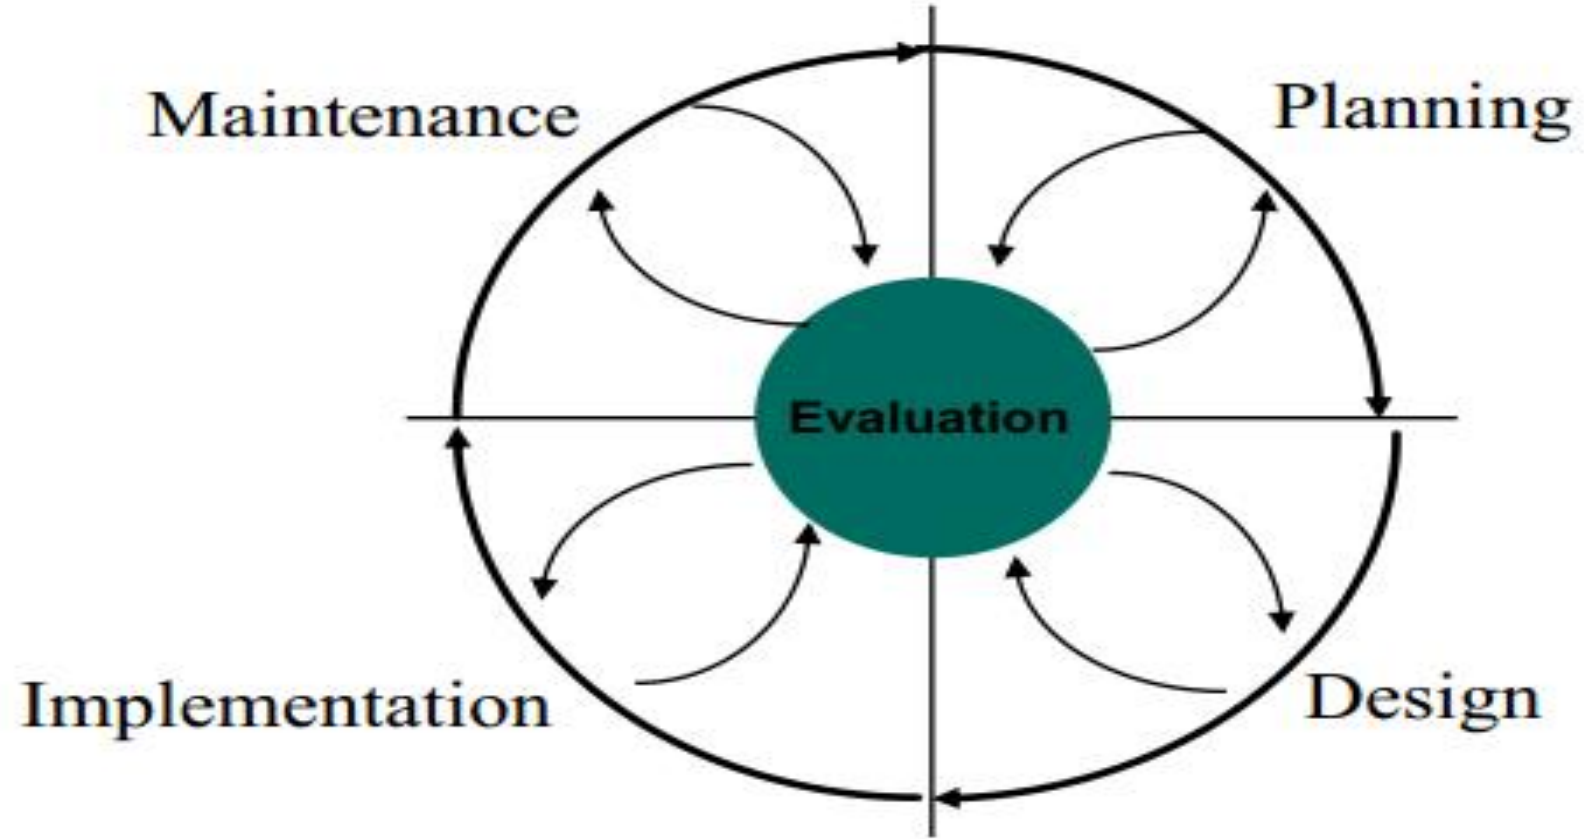 Maintenance
Planning
Evaluation
Implementation
Design